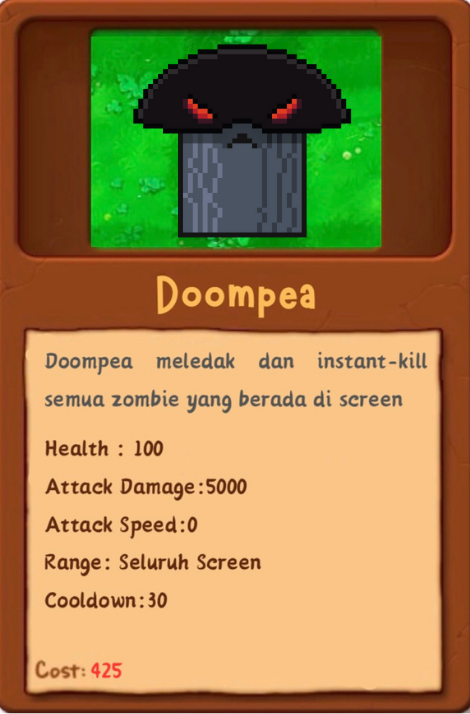 Doompea
Doompea meledak dan instant-kill
semua zombie yang berada di screen
Health : 100
Attack Damage:5000
Attack Speed:0
Range: Seluruh Screen
Cooldown:30
Cost: 425